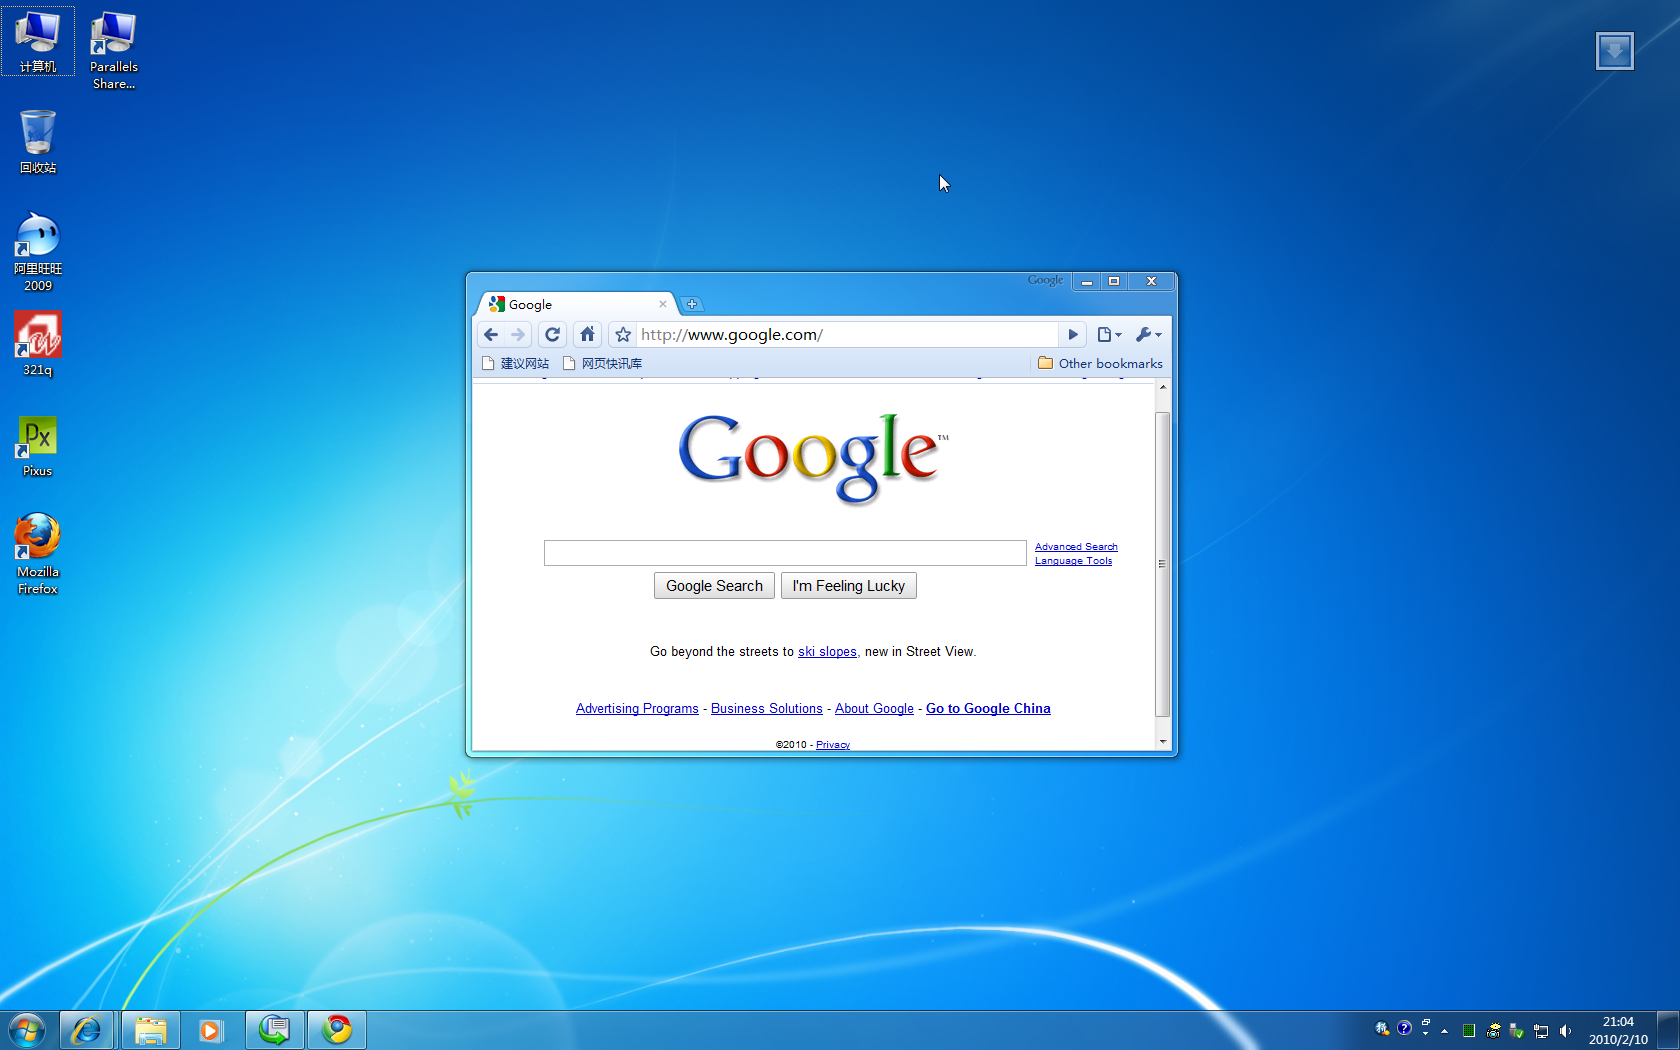 计算机
Parallels
Share...
回收站
阿里旺旺
2009
321q
Px
Pixus
Mozilla
Firefox
Google
Google
http://www.google.com/
建议网站
网页快讯库
Other bookmarks
Google™
Advanced Search
Language Tools
Google Search
I'm Feeling Lucky
Go beyond the streets to ski slopes, new in Street View.
Advertising Programs - Business Solutions - About Google - Go to Google China
©2010 - Privacy
21:04
2010/2/10